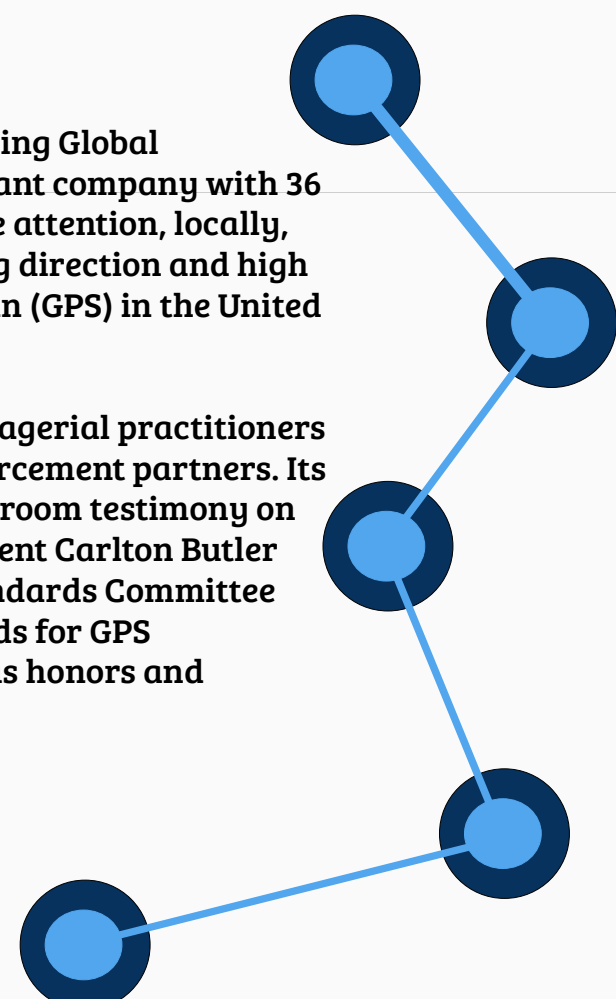 ing Global
ant company with 36
e attention, locally,
g direction and high
n (GPS) in the United
agerial practitioners
rcement partners. Its
room testimony on
ent Carlton Butler
ndards Committee
ds for GPS
s honors and